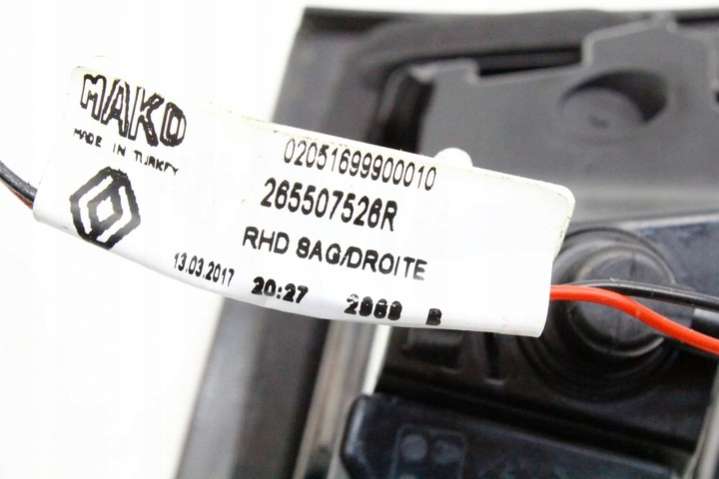 MAKO
MADE IN TURKEY
02051699900010
265507526R
RHD SAG/DROITE
13.03.2017 20:27 B